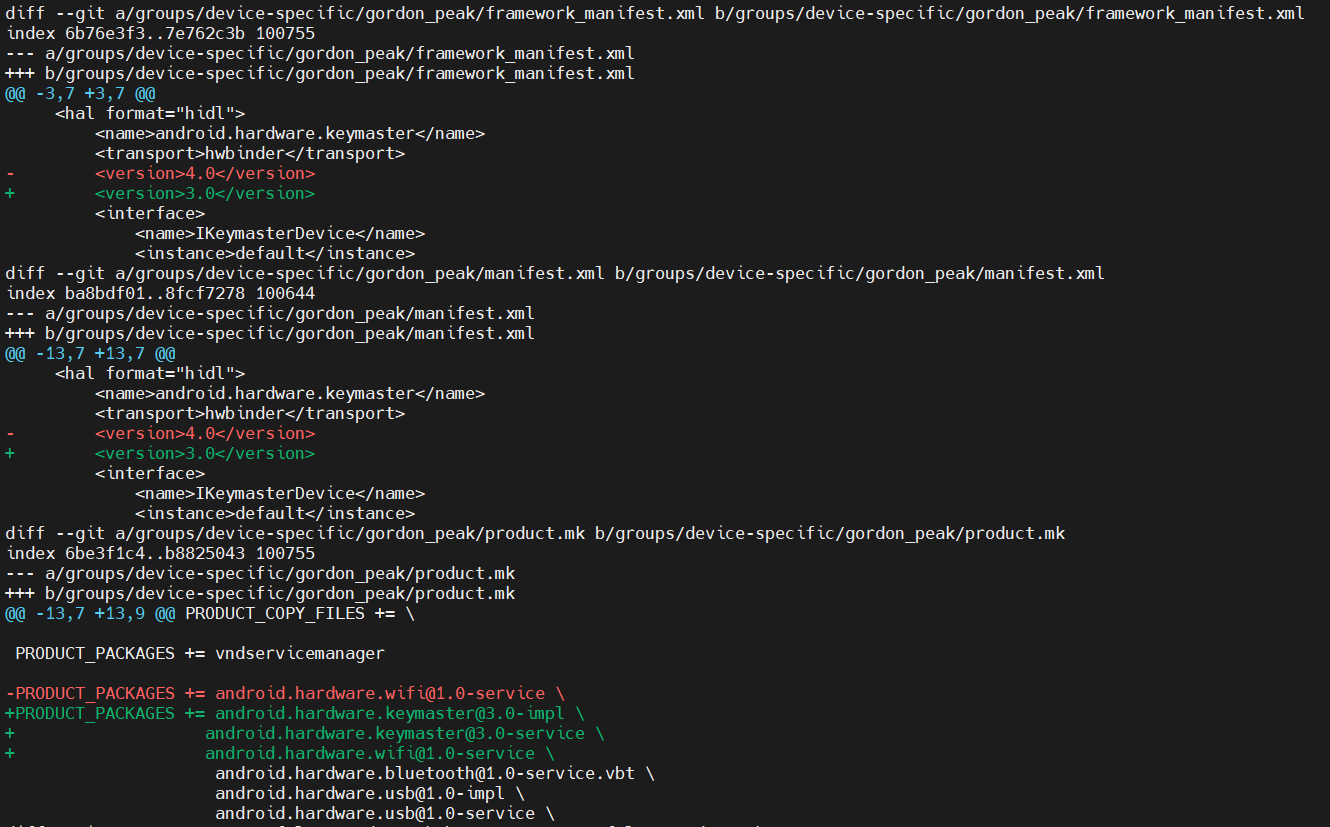 diff --git a/groups/device-specific/gordon_peak/framework_manifest.xml b/groups/device-specific/gordon_peak/framework_manifest.xml
index 6b76e3f3..7e762c3b 100755
--- a/groups/device-specific/gordon_peak/framework_manifest.xml
+++ b/groups/device-specific/gordon_peak/framework_manifest.xml
@@ -3,7 +3,7 @@
     <hal format="hidl">
         <name>android.hardware.keymaster</name>
         <transport>hwbinder</transport>
-        <version>4.0</version>
+        <version>3.0</version>
         <interface>
             <name>IKeymasterDevice</name>
             <instance>default</instance>
diff --git a/groups/device-specific/gordon_peak/manifest.xml b/groups/device-specific/gordon_peak/manifest.xml
index ba8bdf01..8fcf7278 100644
--- a/groups/device-specific/gordon_peak/manifest.xml
+++ b/groups/device-specific/gordon_peak/manifest.xml
@@ -13,7 +13,7 @@
     <hal format="hidl">
         <name>android.hardware.keymaster</name>
         <transport>hwbinder</transport>
-        <version>4.0</version>
+        <version>3.0</version>
         <interface>
             <name>IKeymasterDevice</name>
             <instance>default</instance>
diff --git a/groups/device-specific/gordon_peak/product.mk b/groups/device-specific/gordon_peak/product.mk
index 6be3f1c4..b8825043 100755
--- a/groups/device-specific/gordon_peak/product.mk
+++ b/groups/device-specific/gordon_peak/product.mk
@@ -13,7 +13,9 @@ PRODUCT_COPY_FILES += \
 PRODUCT_PACKAGES += vndservicemanager
-PRODUCT_PACKAGES += android.hardware.wifi@1.0-service \
+PRODUCT_PACKAGES += android.hardware.keymaster@3.0-impl \
+                   android.hardware.keymaster@3.0-service \
+                   android.hardware.wifi@1.0-service \
                     android.hardware.bluetooth@1.0-service.vbt \
                     android.hardware.usb@1.0-impl \
                     android.hardware.usb@1.0-service \